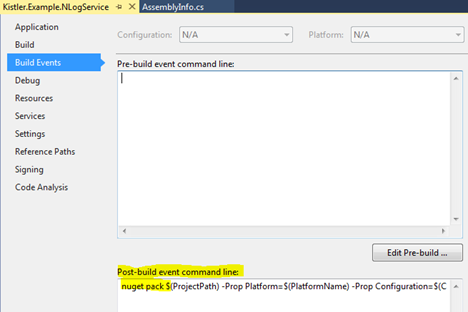 Kistler.Example.NLogService
AssemblyInfo.cs
Application
Configuration: N/A
Platform: N/A
Build
Build Events
Pre-build event command line:
Debug
Resources
Services
Settings
Reference Paths
Signing
Code Analysis
Edit Pre-build ...
Post-build event command line:
nuget pack $(ProjectPath) -Prop Platform=$(PlatformName) -Prop Configuration=$(C